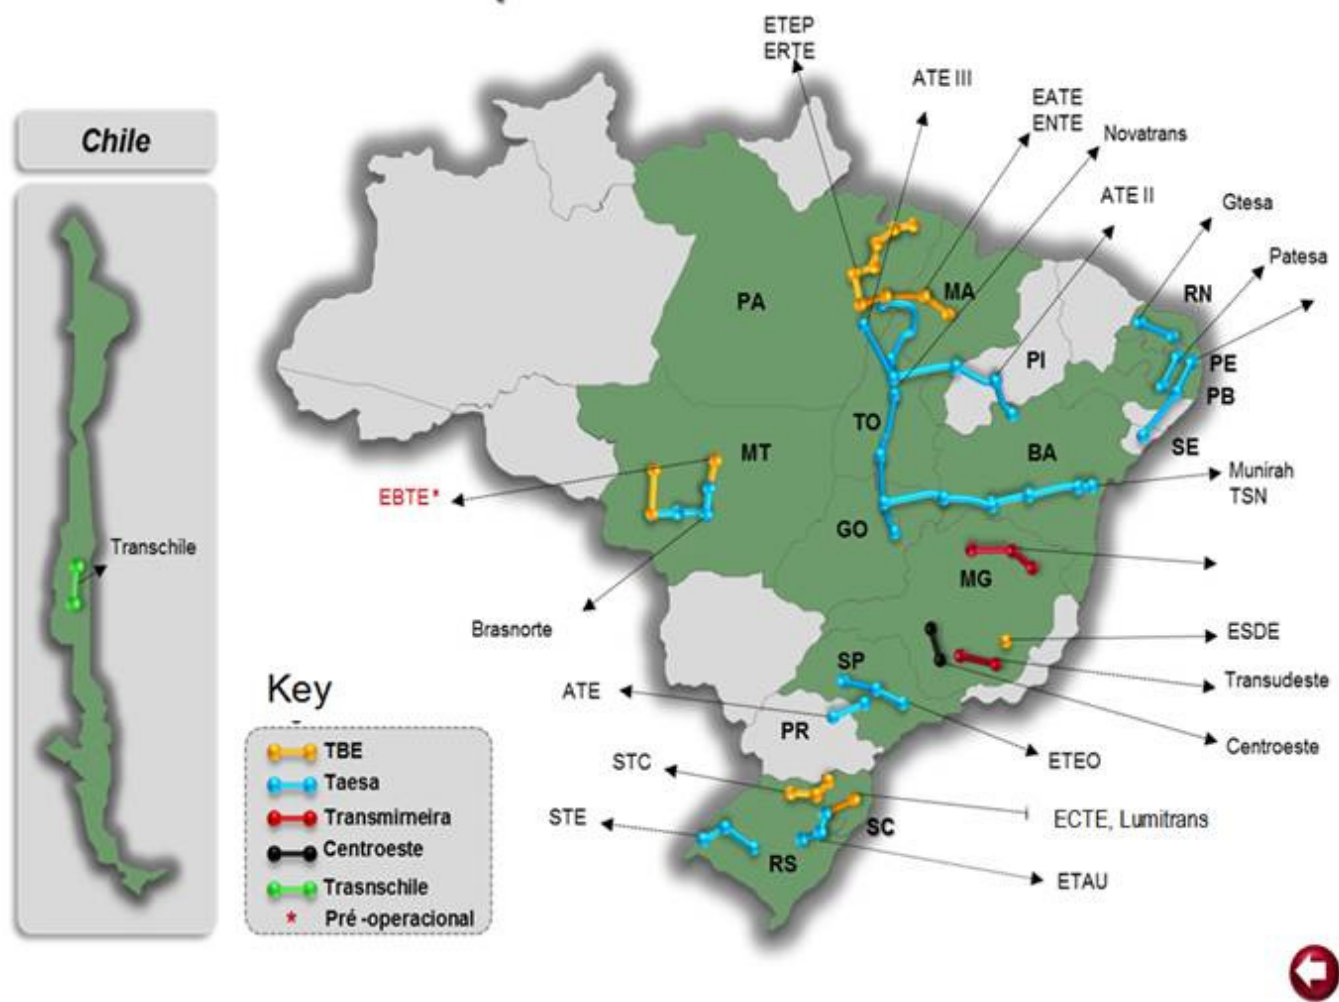 Chile
Transchile
ETEP
ERTE
ATE III
EATE
ENTE
Novatrans
ATE II
Gtesa
Patesa
RN
PA
MA
PI
PE
PB
TO
MT
BA
SE
EBTE*
Munirah
TSN
GO
MG
Brasnorte
ESDE
SP
Transudeste
ATE
PR
Centroeste
ETEO
STC
ECTE, Lumitrans
STE
SC
RS
ETAU
Key
TBE
Taesa
Transmirneira
Centroeste
Trasnschile
* Pré -operacional